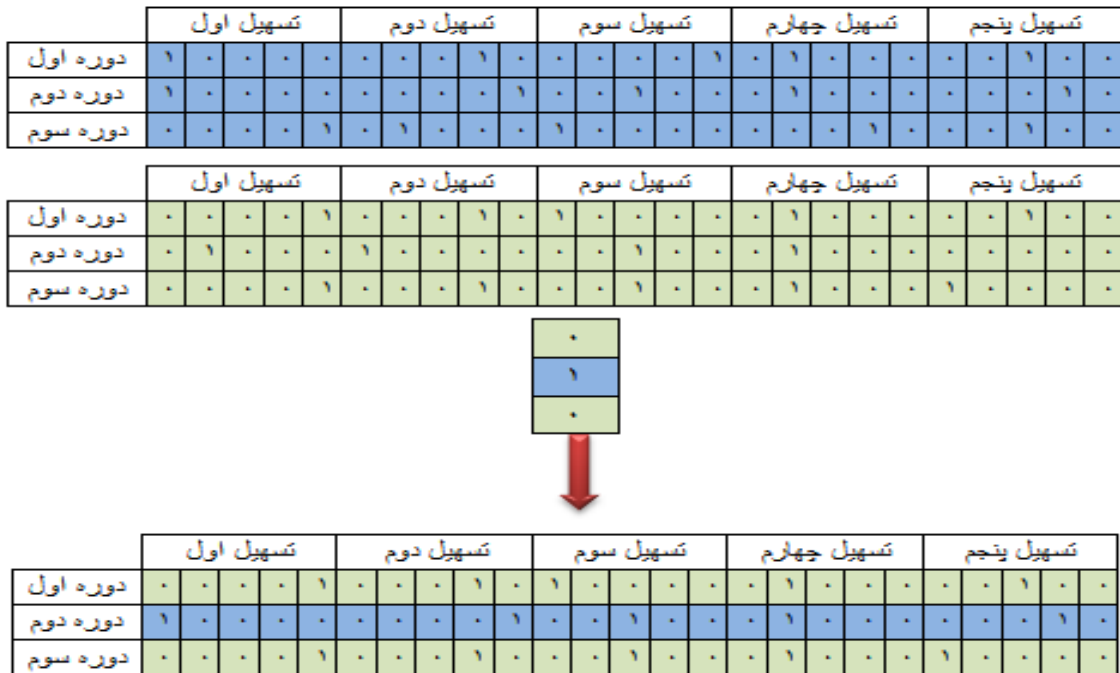 تسهیل اول تسهیل دوم تسهیل سوم تسهیل چهارم تسهیل پنجم
دوره اول ۱ ۰ ۰ ۰ ۰ ۰ ۰ ۰ ۱ ۰ ۰ ۰ ۰ ۰ ۱ ۰ ۱ ۰ ۰ ۰ ۰ ۰ ۱ ۰ ۰
دوره دوم ۱ ۰ ۰ ۰ ۰ ۰ ۰ ۰ ۰ ۱ ۰ ۰ ۱ ۰ ۰ ۰ ۱ ۰ ۰ ۰ ۰ ۰ ۰ ۱ ۰
دوره سوم ۰ ۰ ۰ ۰ ۱ ۰ ۱ ۰ ۰ ۰ ۱ ۰ ۰ ۰ ۰ ۰ ۰ ۰ ۱ ۰ ۰ ۰ ۱ ۰ ۰
تسهیل اول تسهیل دوم تسهیل سوم تسهیل چهارم تسهیل پنجم
دوره اول ۰ ۰ ۰ ۰ ۱ ۰ ۰ ۰ ۱ ۰ ۱ ۰ ۰ ۰ ۰ ۰ ۱ ۰ ۰ ۰ ۰ ۰ ۱ ۰ ۰
دوره دوم ۰ ۱ ۰ ۰ ۰ ۱ ۰ ۰ ۰ ۰ ۰ ۰ ۱ ۰ ۰ ۰ ۱ ۰ ۰ ۰ ۰ ۰ ۰ ۰ ۰
دوره سوم ۰ ۰ ۰ ۰ ۱ ۰ ۰ ۰ ۱ ۰ ۰ ۰ ۱ ۰ ۰ ۰ ۱ ۰ ۰ ۰ ۱ ۰ ۰ ۰ ۰
۰
۱
۰
تسهیل اول تسهیل دوم تسهیل سوم تسهیل چهارم تسهیل پنجم
دوره اول ۰ ۰ ۰ ۰ ۱ ۰ ۰ ۰ ۱ ۰ ۱ ۰ ۰ ۰ ۰ ۰ ۱ ۰ ۰ ۰ ۰ ۰ ۱ ۰ ۰
دوره دوم ۱ ۰ ۰ ۰ ۰ ۰ ۰ ۰ ۰ ۱ ۰ ۰ ۱ ۰ ۰ ۰ ۱ ۰ ۰ ۰ ۰ ۰ ۰ ۱ ۰
دوره سوم ۰ ۰ ۰ ۰ ۱ ۰ ۰ ۰ ۱ ۰ ۰ ۰ ۱ ۰ ۰ ۰ ۱ ۰ ۰ ۰ ۱ ۰ ۰ ۰ ۰